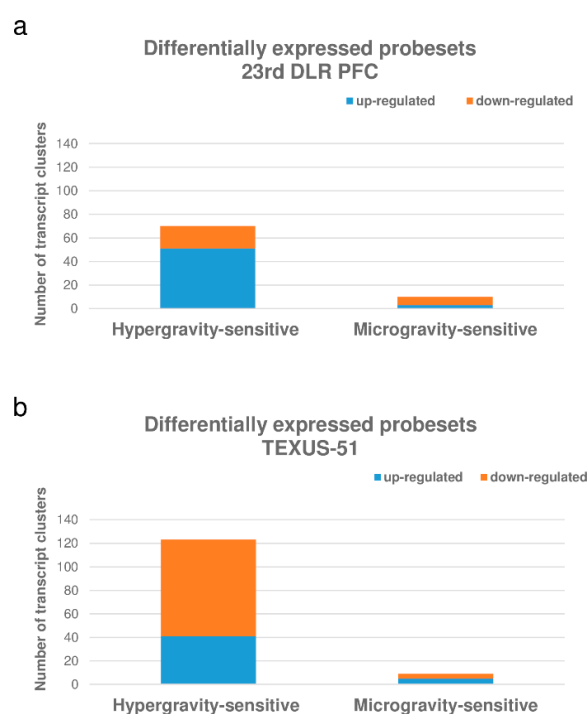 a
Differentially expressed probesets
23rd DLR PFC
up-regulated down-regulated
Number of transcript clusters
140
120
100
80
60
40
20
0
Hypergravity-sensitive Microgravity-sensitive
b
Differentially expressed probesets
TEXUS-51
up-regulated down-regulated
Number of transcript clusters
140
120
100
80
60
40
20
0
Hypergravity-sensitive Microgravity-sensitive